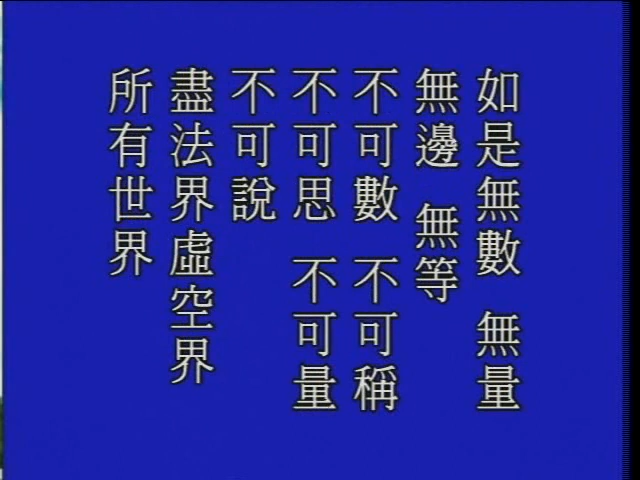 如是無數　無量
無邊　無等
不可數　不可稱
不可思　不可量
不可說
盡法界虛空界
所有世界